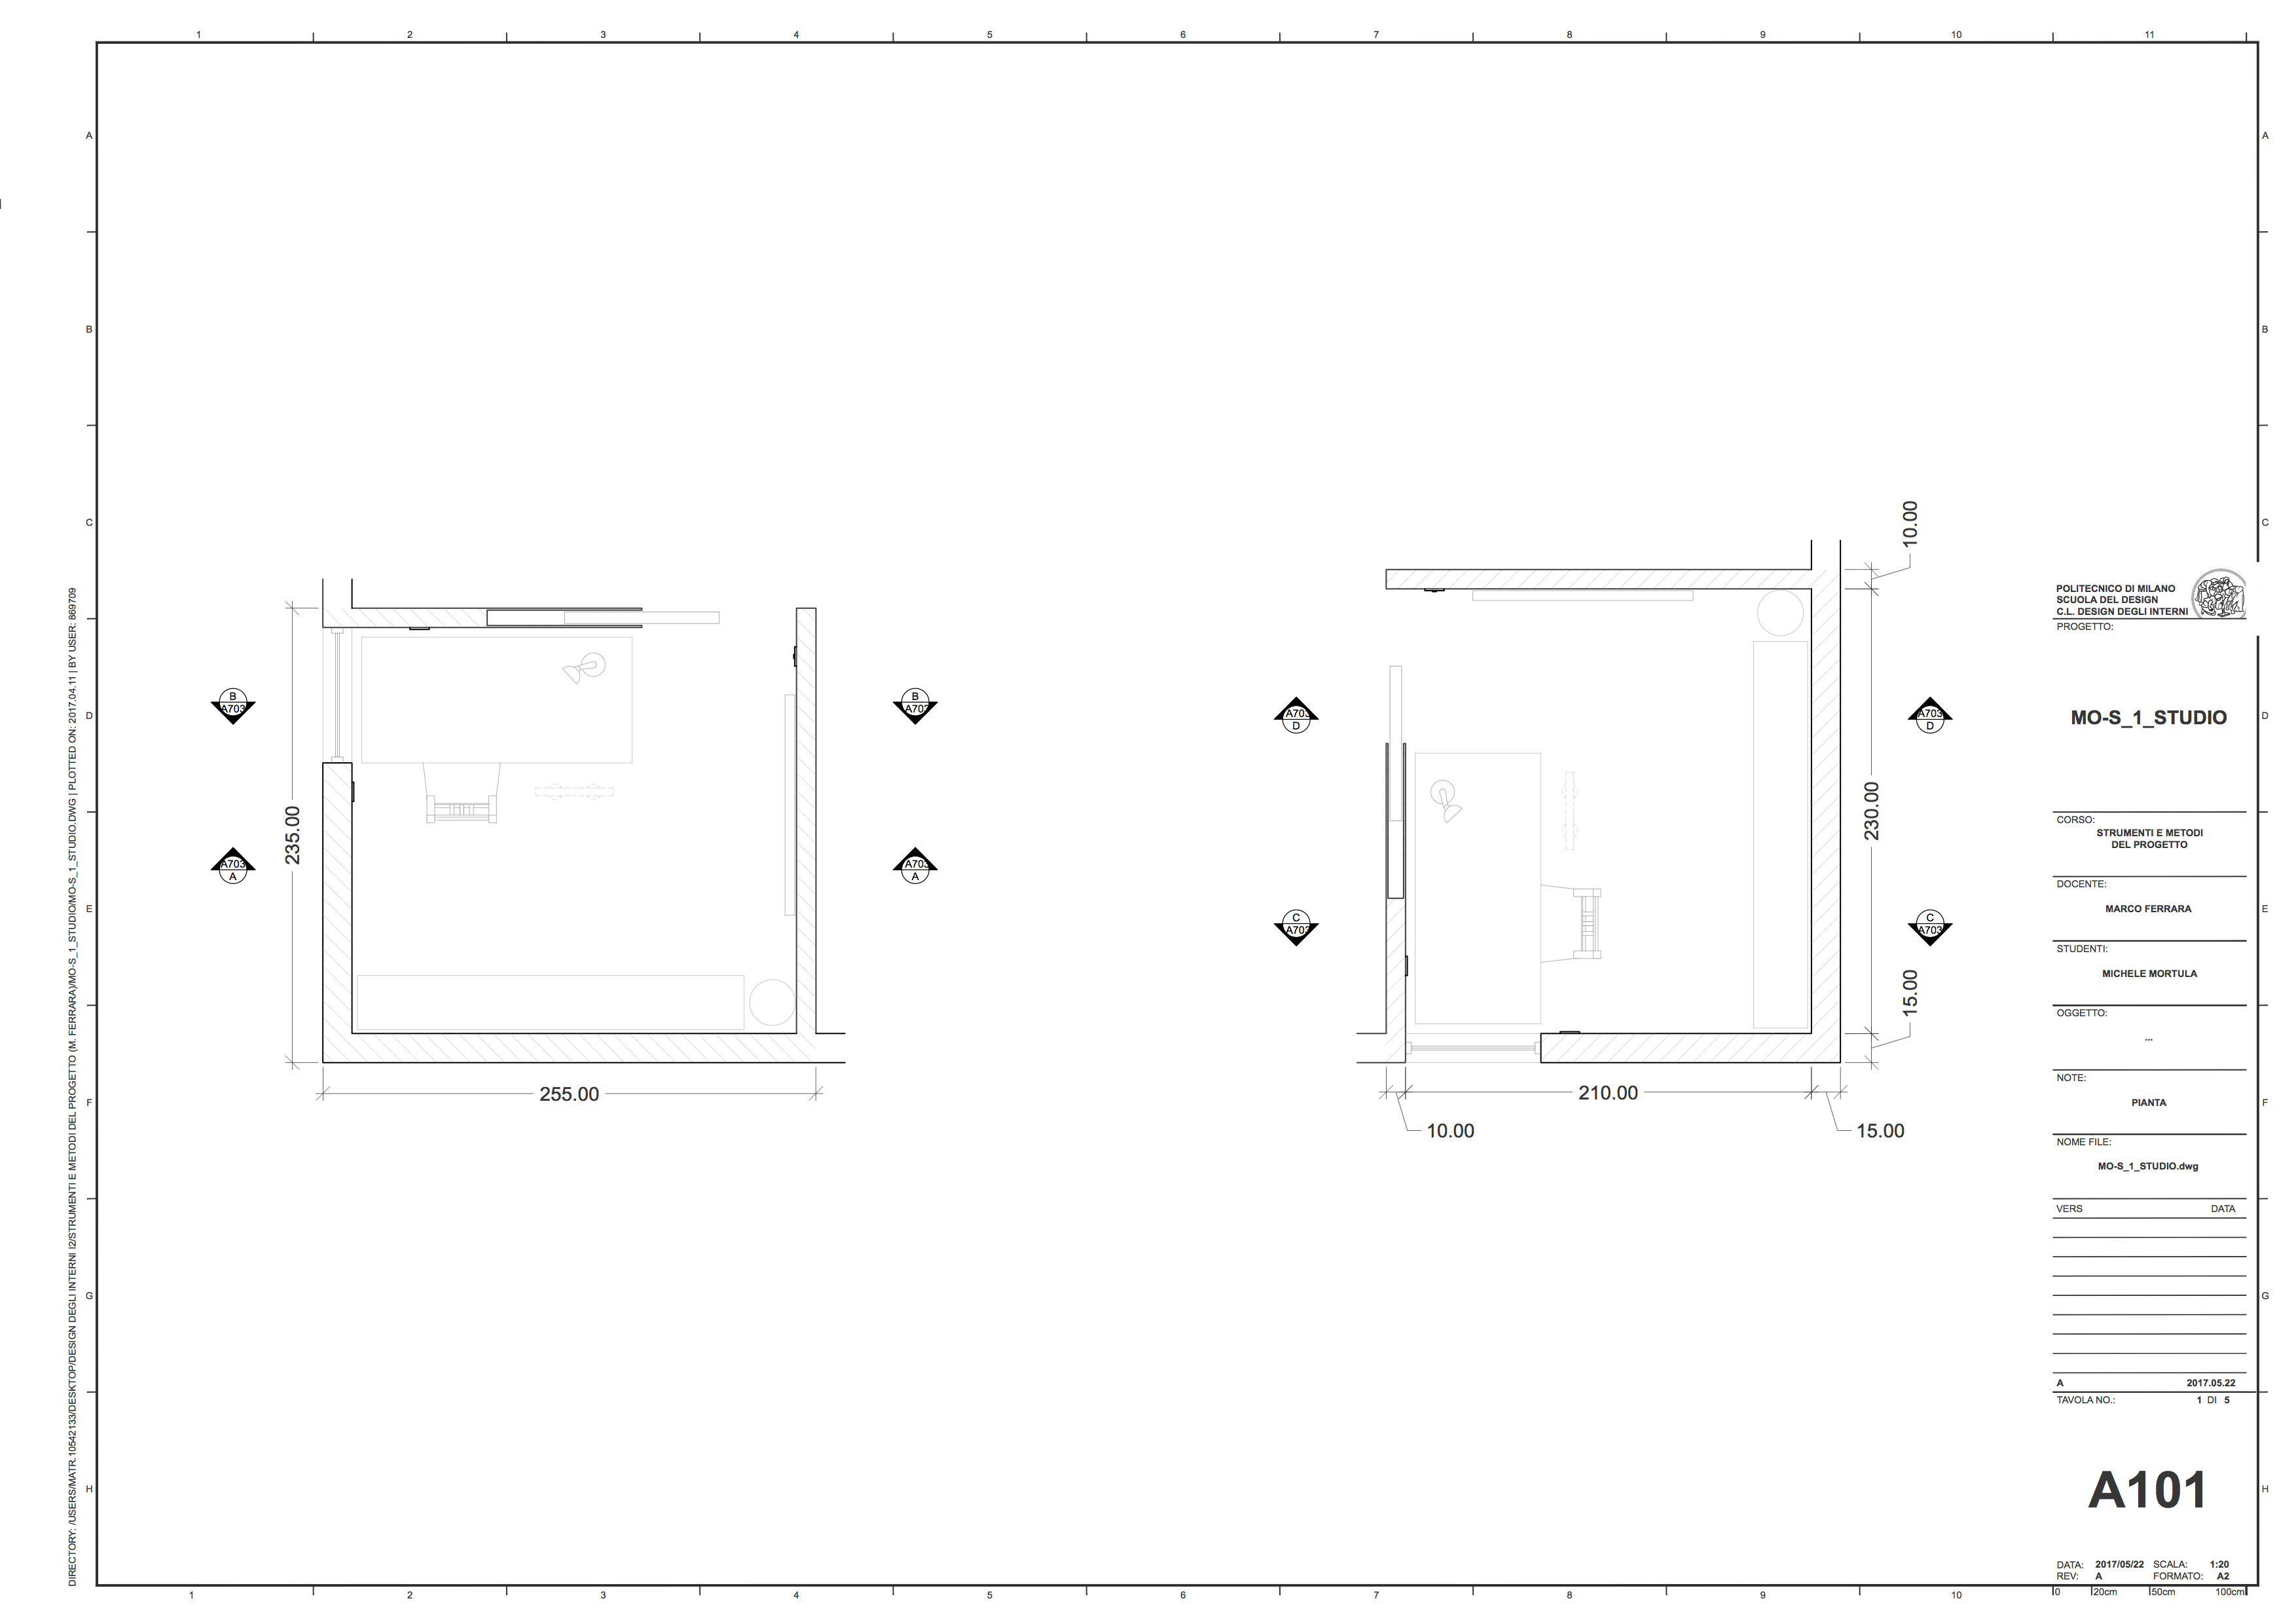 1 2 3 4 5 6 7 8 9 10 11
A A
B B
C C
D D
E E
F F
G G
H H
DIRECTORY: /USERS/MATR.10542133/DESKTOP/DESIGN DEGLI INTERNI I2/STRUMENTI E METODI DEL PROGETTO (M. FERRARA)/MO-S_1_STUDIO/MO-S_1_STUDIO.DWG | PLOTTED ON: 2017.04.11 | BY USER: 869709
B
A703
B
A703
A703
A
A703
A
235.00
255.00
A703
D
A703
D
C
A703
C
A703
10.00
230.00
15.00
210.00
10.00
15.00
POLITECNICO DI MILANO
SCUOLA DEL DESIGN
C.L. DESIGN DEGLI INTERNI
PROGETTO:
MO-S_1_STUDIO
CORSO:
STRUMENTI E METODI
DEL PROGETTO
DOCENTE:
MARCO FERRARA
STUDENTI:
MICHELE MORTULA
OGGETTO:
...
NOTE:
PIANTA
NOME FILE:
MO-S_1_STUDIO.dwg
VERS DATA
A 2017.05.22
TAVOLA NO.: 1 DI 5
A101
DATA: 2017/05/22 SCALA: 1:20
REV: A FORMATO: A2
0 20cm 50cm 100cm
1 2 3 4 5 6 7 8 9 10